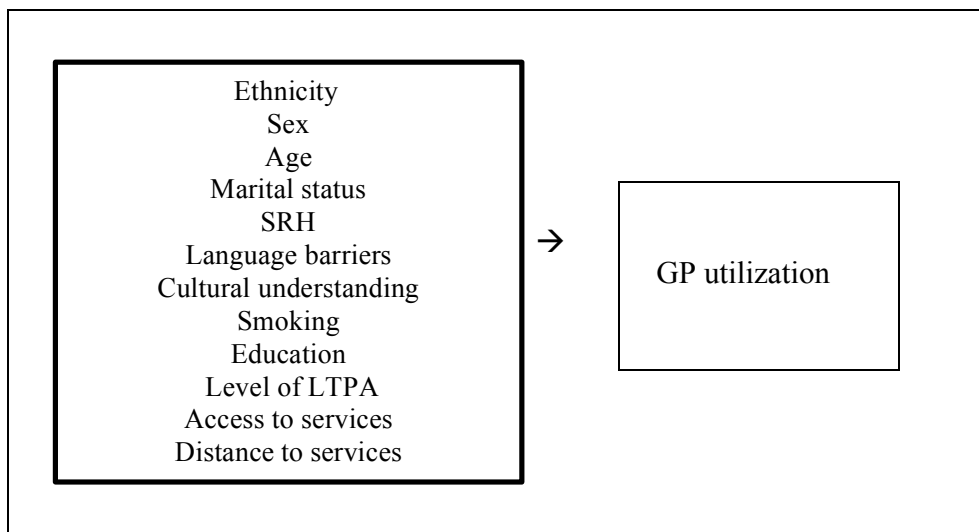 Ethnicity
Sex
Age
Marital status
SRH
Language barriers
Cultural understanding
Smoking
Education
Level of LTPA
Access to services
Distance to services
→
GP utilization